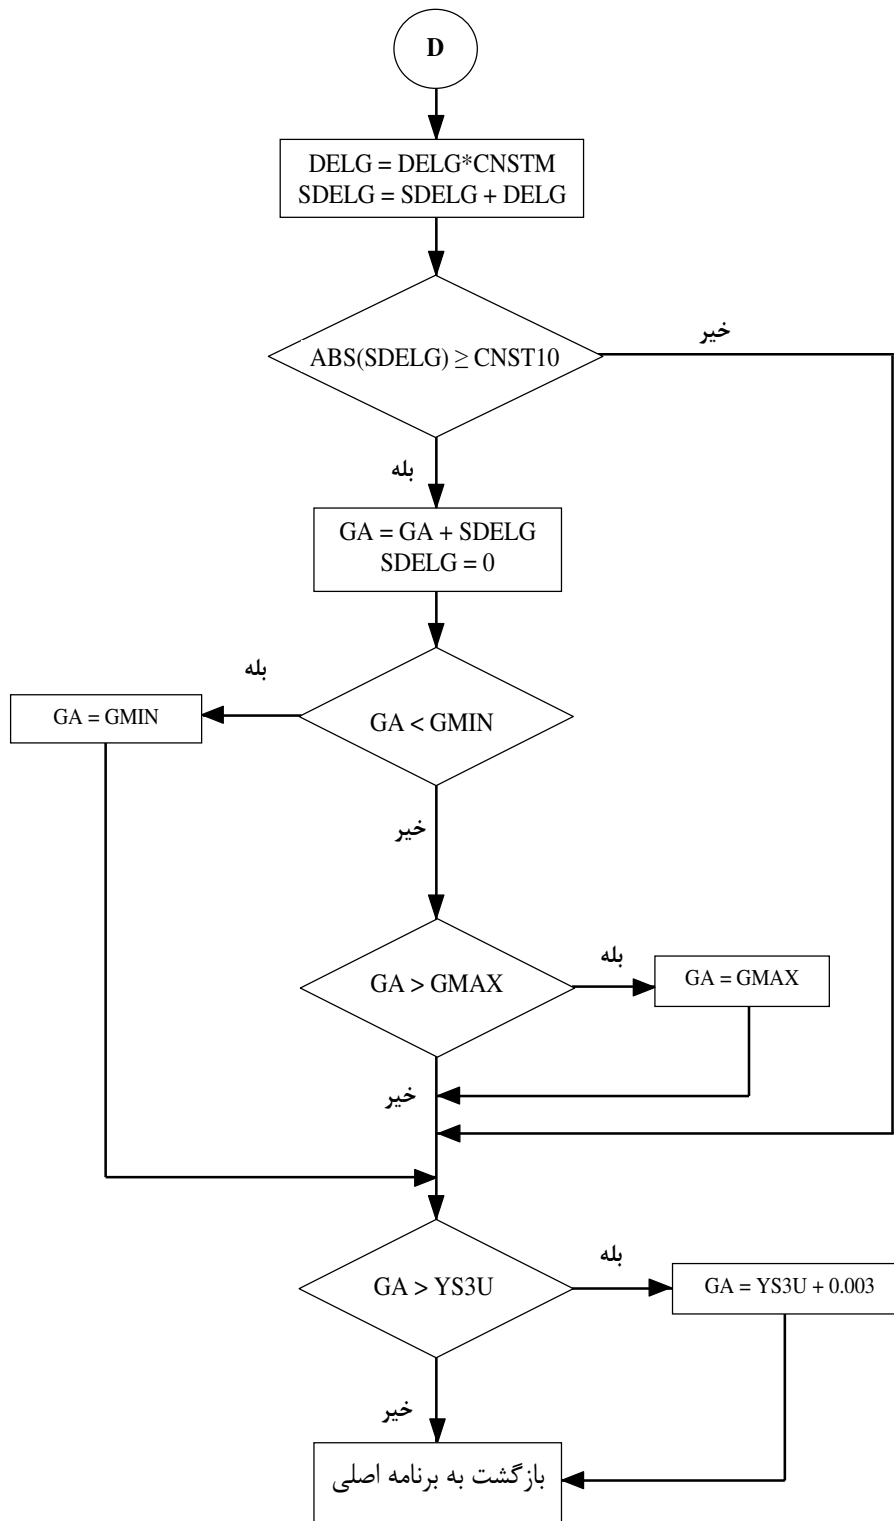 D
DELG = DELG*CNSTM
SDELG = SDELG + DELG
ABS(SDELG) ≥ CNST10
خیر
بله
GA = GA + SDELG
SDELG = 0
بله
GA = GMIN
GA < GMIN
خیر
GA > GMAX
بله
GA = GMAX
خیر
GA > YS3U
بله
GA = YS3U + 0.003
خیر
بازگشت به برنامه اصلی